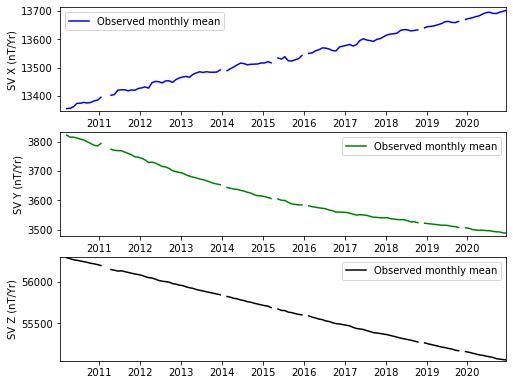 13700
13600
13500
13400
SV X (nT/Yr)
Observed monthly mean
2011 2012 2013 2014 2015 2016 2017 2018 2019 2020
3800
3700
3600
3500
SV Y (nT/Yr)
Observed monthly mean
2011 2012 2013 2014 2015 2016 2017 2018 2019 2020
56000
55500
SV Z (nT/Yr)
Observed monthly mean
2011 2012 2013 2014 2015 2016 2017 2018 2019 2020